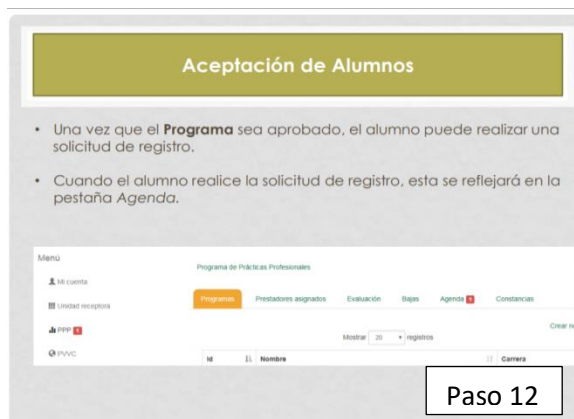 Aceptación de Alumnos
• Una vez que el Programa sea aprobado, el alumno puede realizar una
solicitud de registro.
• Cuando el alumno realice la solicitud de registro, esta se reflejará en la
pestaña Agenda.
Menú
Mi cuenta
Unidad receptora
PPP 1
PVVC
Programa de Prácticas Profesionales
Programas Prestadores asignados Evaluación Bajas Agenda 1 Constancias
Crear
Mostrar 20 registros
Id Nombre Carrera
Paso 12